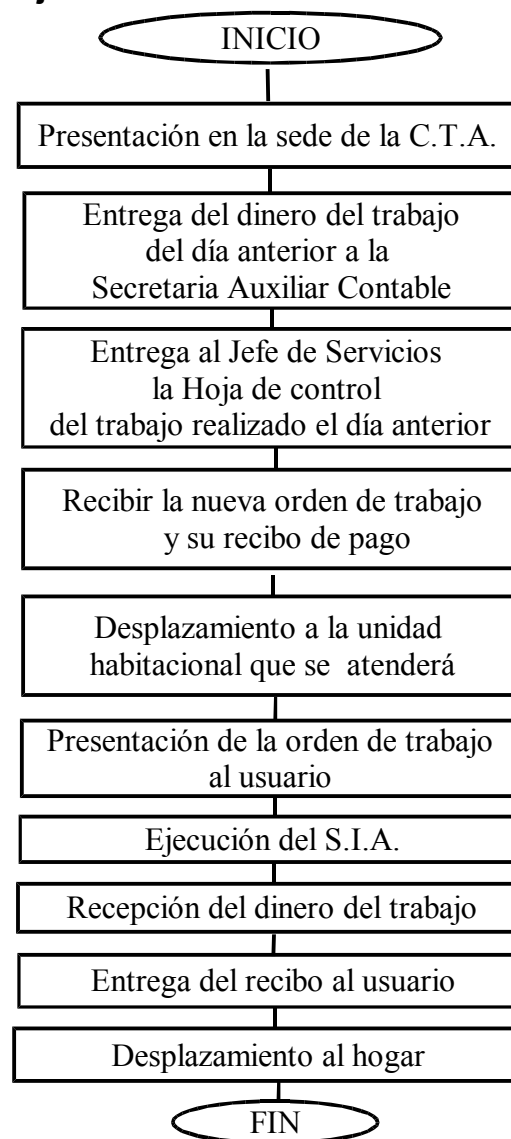 INICIO
Presentación en la sede de la C.T.A.
Entrega del dinero del trabajo
del día anterior a la
Secretaria Auxiliar Contable
Entrega al Jefe de Servicios
la Hoja de control
del trabajo realizado el día anterior
Recibir la nueva orden de trabajo
y su recibo de pago
Desplazamiento a la unidad
habitacional que se atenderá
Presentación de la orden de trabajo
al usuario
Ejecución del S.I.A.
Recepción del dinero del trabajo
Entrega del recibo al usuario
Desplazamiento al hogar
FIN